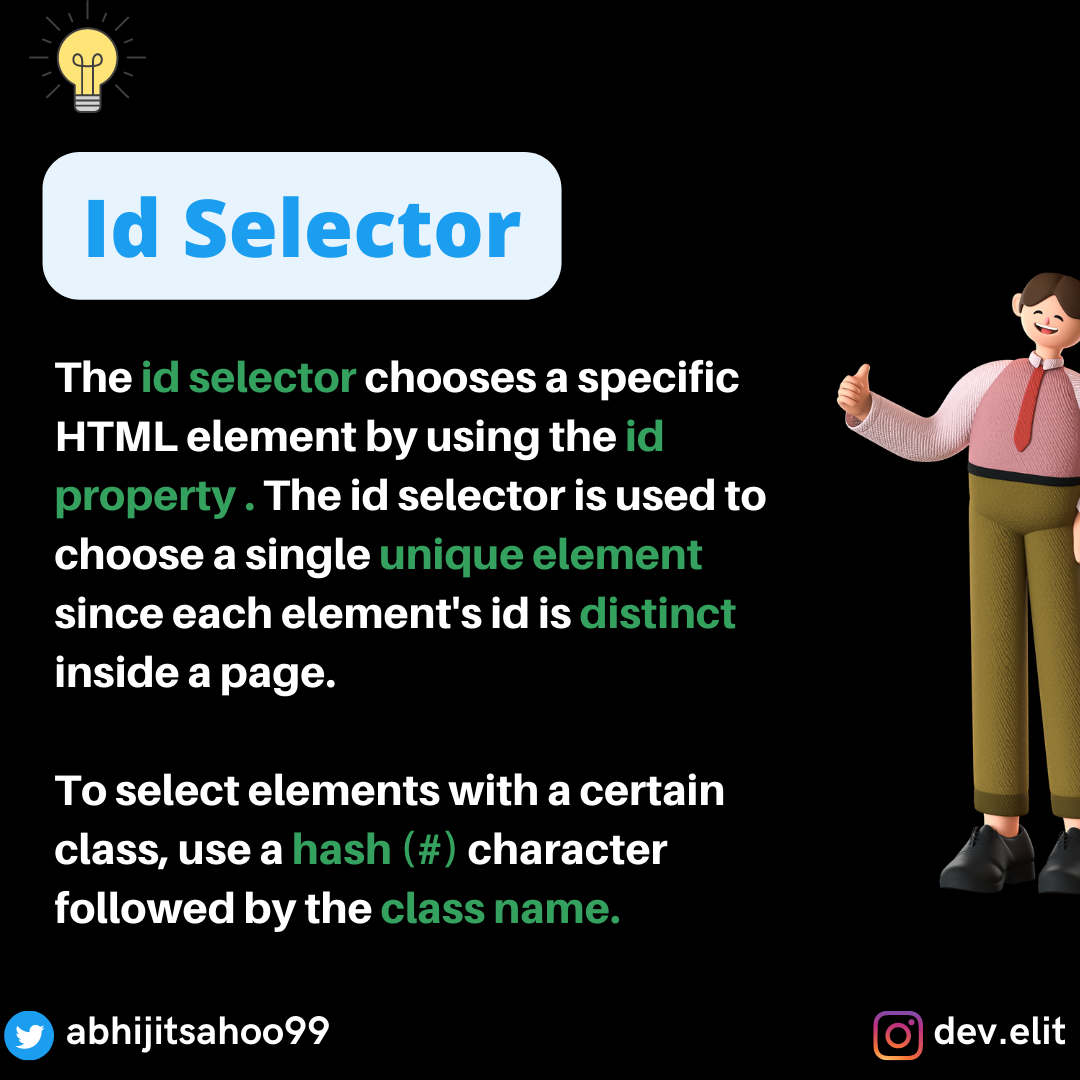 Id Selector
The id selector chooses a specific
HTML element by using the id
property . The id selector is used to
choose a single unique element
since each element's id is distinct
inside a page.
To select elements with a certain
class, use a hash (#) character
followed by the class name.
abhijitsahoo99
dev.elit